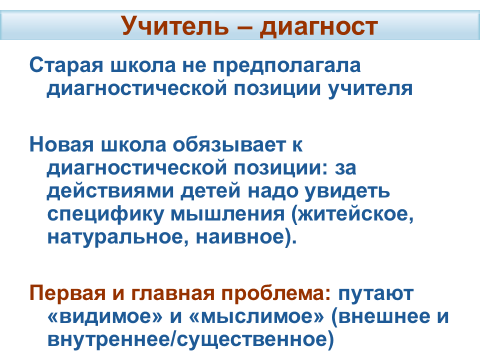 Учитель – диагност
Старая школа не предполагала
диагностической позиции учителя
Новая школа обязывает к
диагностической позиции: за
действиями детей надо увидеть
специфику мышления (житейское,
натуральное, наивное).
Первая и главная проблема: путают
«видимое» и «мыслимое» (внешнее и
внутреннее/существенное)